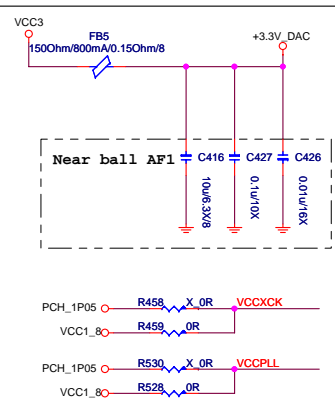 VCC3
FB5
+3.3V_DAC
150Ohm/800mA/0.15Ohm/8
Near ball AF1
C416
C427
C426
10u/6.3X/8
0.1u/10X
0.01u/16X
PCH_1P05
R458
X_0R
VCCXCK
VCC1_8
R459
0R
PCH_1P05
R530
X_0R
VCCPLL
VCC1_8
R528
0R